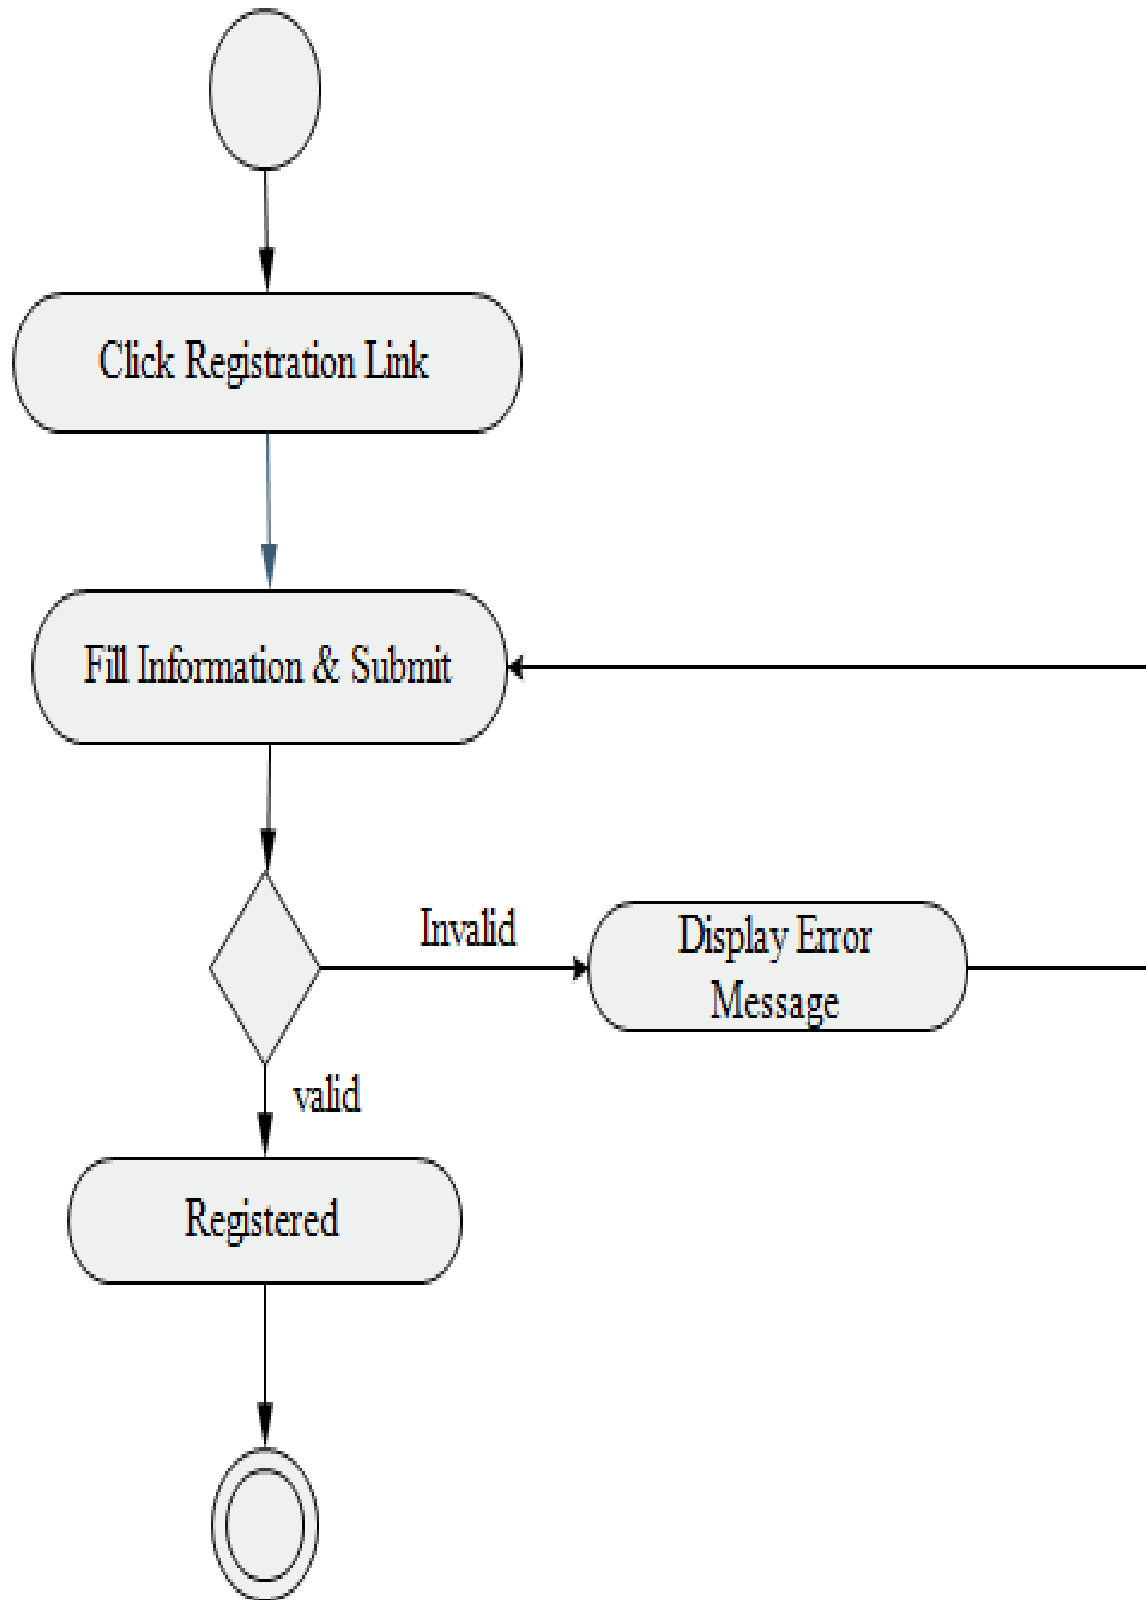 Click Registration Link
Fill Information & Submit
Invalid
Display Error
Message
valid
Registered